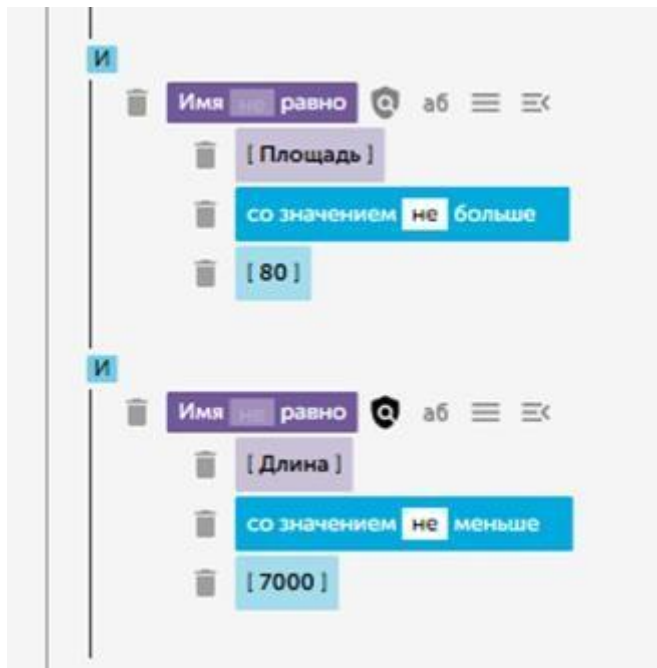 И
Имя не равно аб
[ Площадь ]
со значением не больше
[ 80 ]
И
Имя не равно аб
[ Длина ]
со значением не меньше
[ 7000 ]